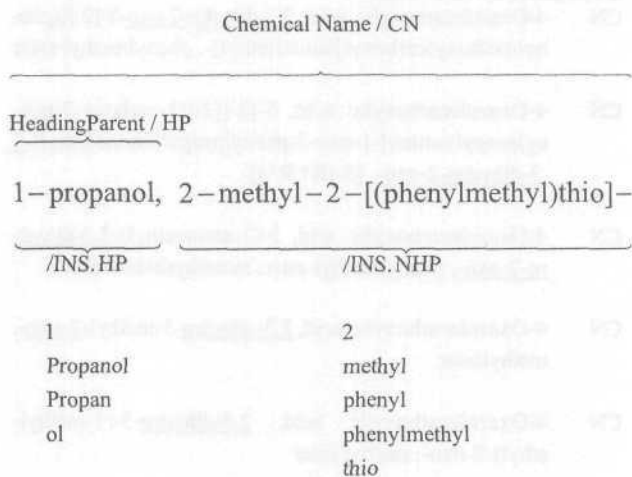 Chemical Name / CN
HeadingParent / HP
1–propanol, 2–methyl–2–[(phenylmethyl)thio]–
/INS.HP /INS.NHP
1 2
Propanol methyl
Propan phenyl
ol phenylmethyl
thio